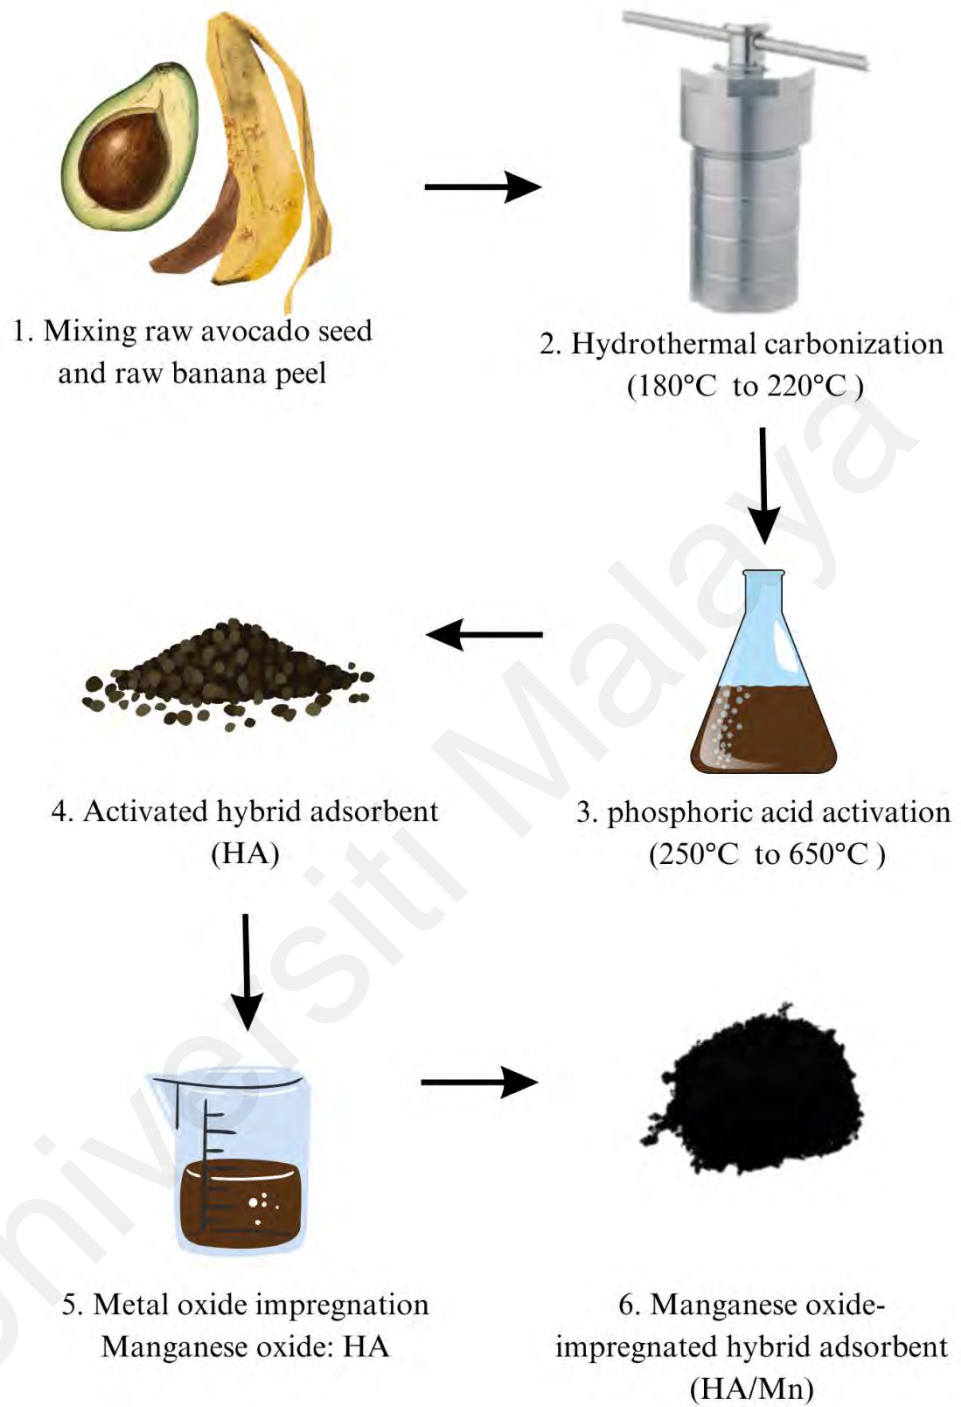 1. Mixing raw avocado seed
and raw banana peel
2. Hydrothermal carbonization
(180°C  to 220°C )
3. phosphoric acid activation
(250°C  to 650°C )
4. Activated hybrid adsorbent
(HA)
5. Metal oxide impregnation
Manganese oxide: HA
6. Manganese oxide-
impregnated hybrid adsorbent
(HA/Mn)
Universiti Malaya